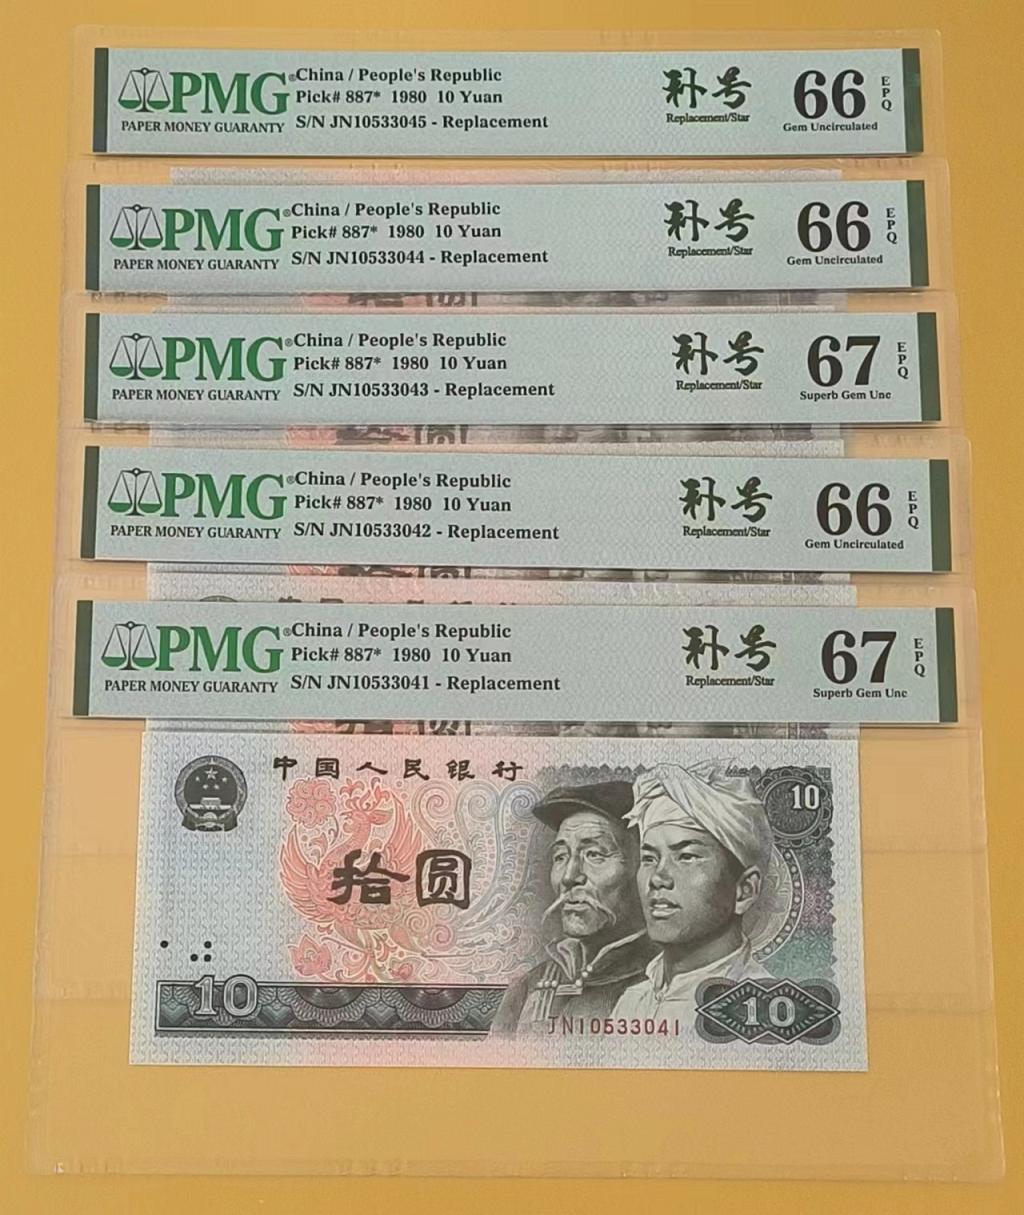 PMG
PAPER MONEY GUARANTY
®China / People's Republic
Pick# 887* 1980 10 Yuan
S/N JN10533045 - Replacement
补号
Replacement/Star
66
EPQ
Gem Uncirculated
PMG
PAPER MONEY GUARANTY
®China / People's Republic
Pick# 887* 1980 10 Yuan
S/N JN10533044 - Replacement
补号
Replacement/Star
66
EPQ
Gem Uncirculated
PMG
PAPER MONEY GUARANTY
®China / People's Republic
Pick# 887* 1980 10 Yuan
S/N JN10533043 - Replacement
补号
Replacement/Star
67
EPQ
Superb Gem Unc
PMG
PAPER MONEY GUARANTY
®China / People's Republic
Pick# 887* 1980 10 Yuan
S/N JN10533042 - Replacement
补号
Replacement/Star
66
EPQ
Gem Uncirculated
PMG
PAPER MONEY GUARANTY
®China / People's Republic
Pick# 887* 1980 10 Yuan
S/N JN10533041 - Replacement
补号
Replacement/Star
67
EPQ
Superb Gem Unc
中国人民银行
10
拾圆
10
JN10533041
10